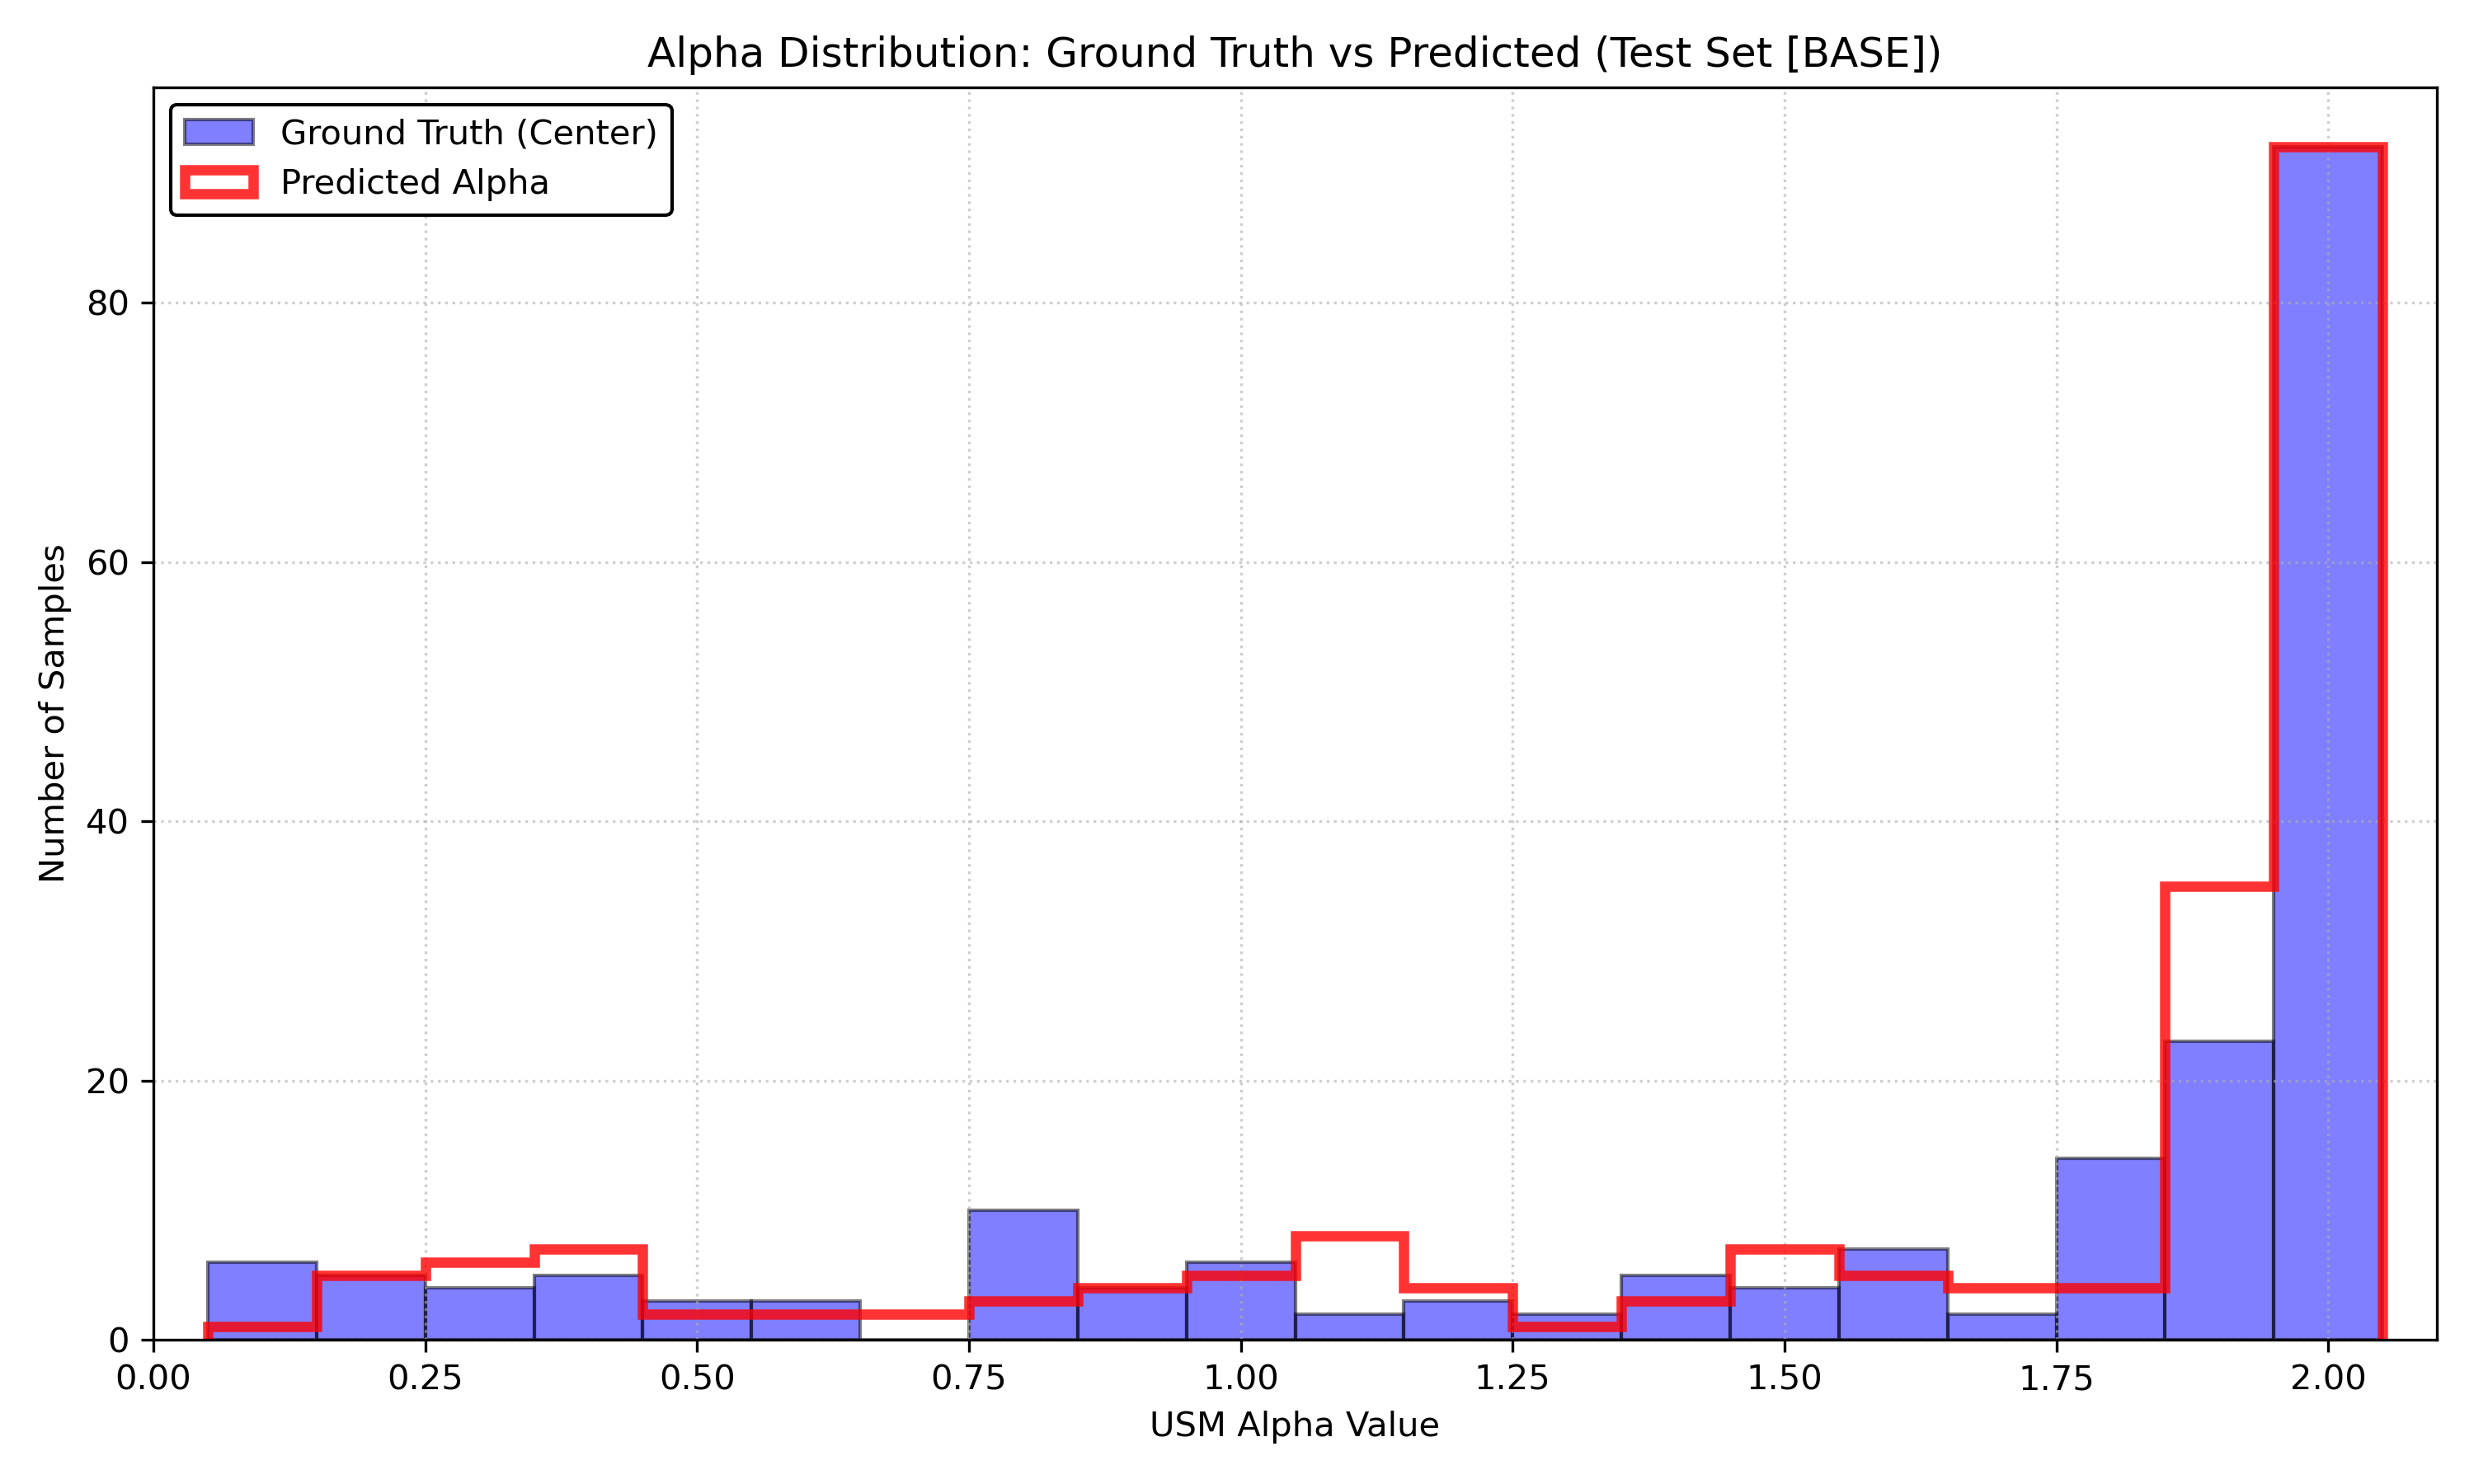 Alpha Distribution: Ground Truth vs Predicted (Test Set [BASE])
Ground Truth (Center)
Predicted Alpha
Number of Samples
80
60
40
20
0
0.00 0.25 0.50 0.75 1.00 1.25 1.50 1.75 2.00
USM Alpha Value